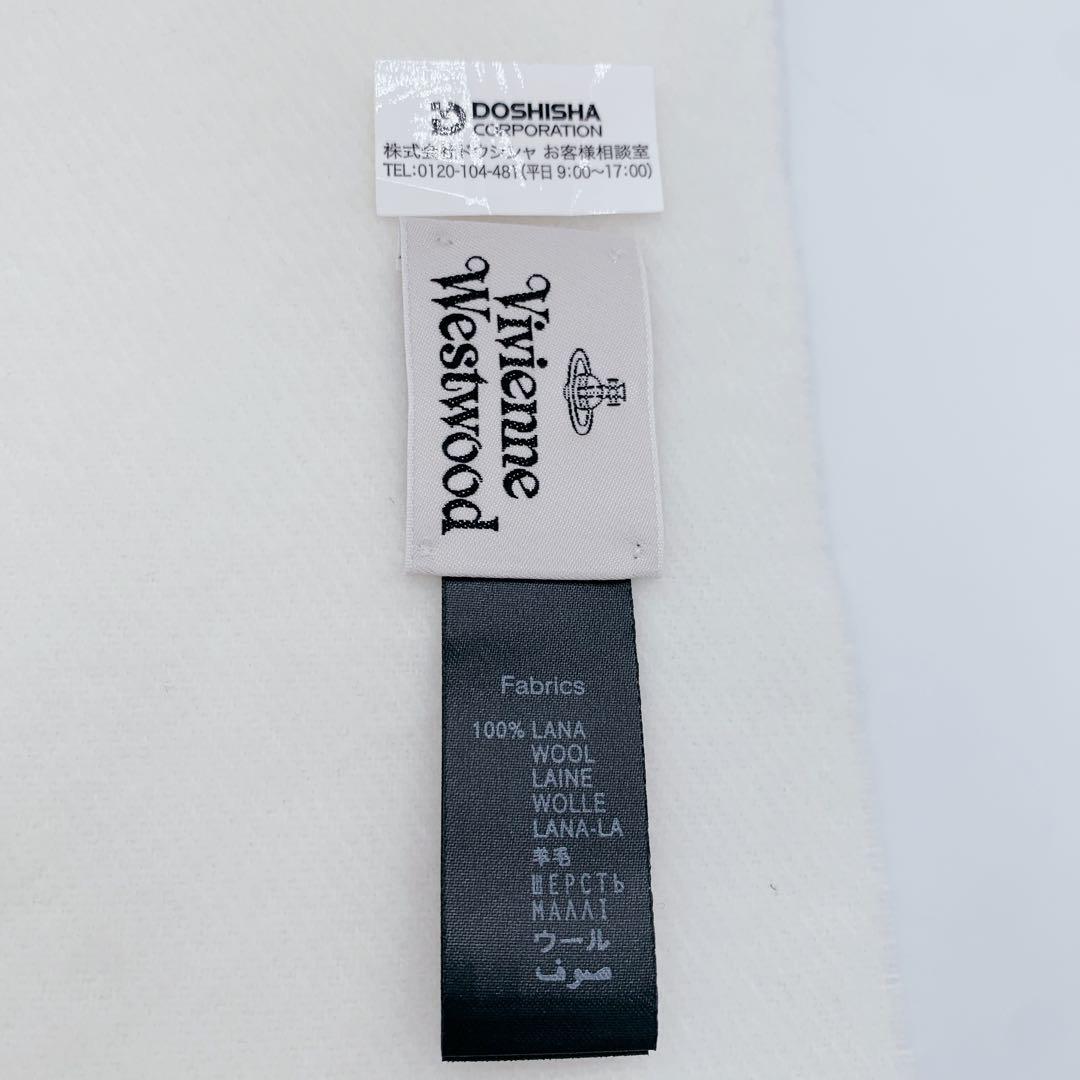 DOSHISHA
CORPORATION
株式会社ドウシシャ お客様相談室
TEL:0120-104-481(平日 9:00~17:00)
Vivienne
Westwood
Fabrics
100% LANA
WOOL
LAINE
WOLLE
LANA-LA
羊毛
ШЕРСТЬ
ΜΑΛΛΙ
ウール
صوف